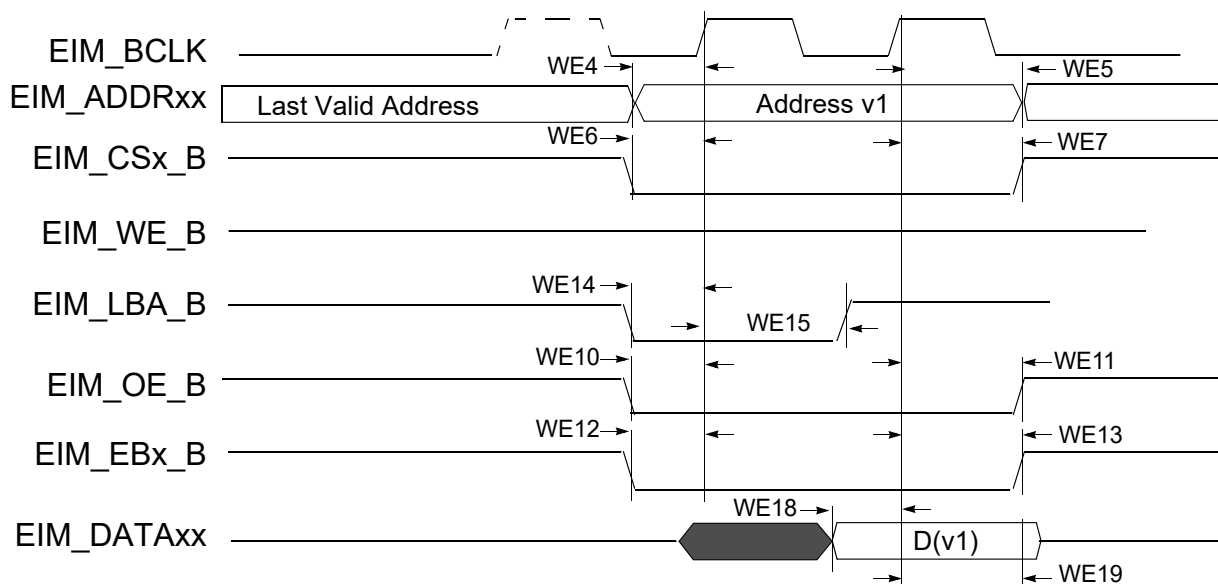 EIM_BCLK
WE4
WE5
EIM_ADDRxx
Last Valid Address
Address v1
WE6
WE7
EIM_CSx_B
EIM_WE_B
WE14
EIM_LBA_B
WE15
WE10
WE11
EIM_OE_B
WE12
WE13
EIM_EBx_B
WE18
EIM_DATAxx
D(v1)
WE19